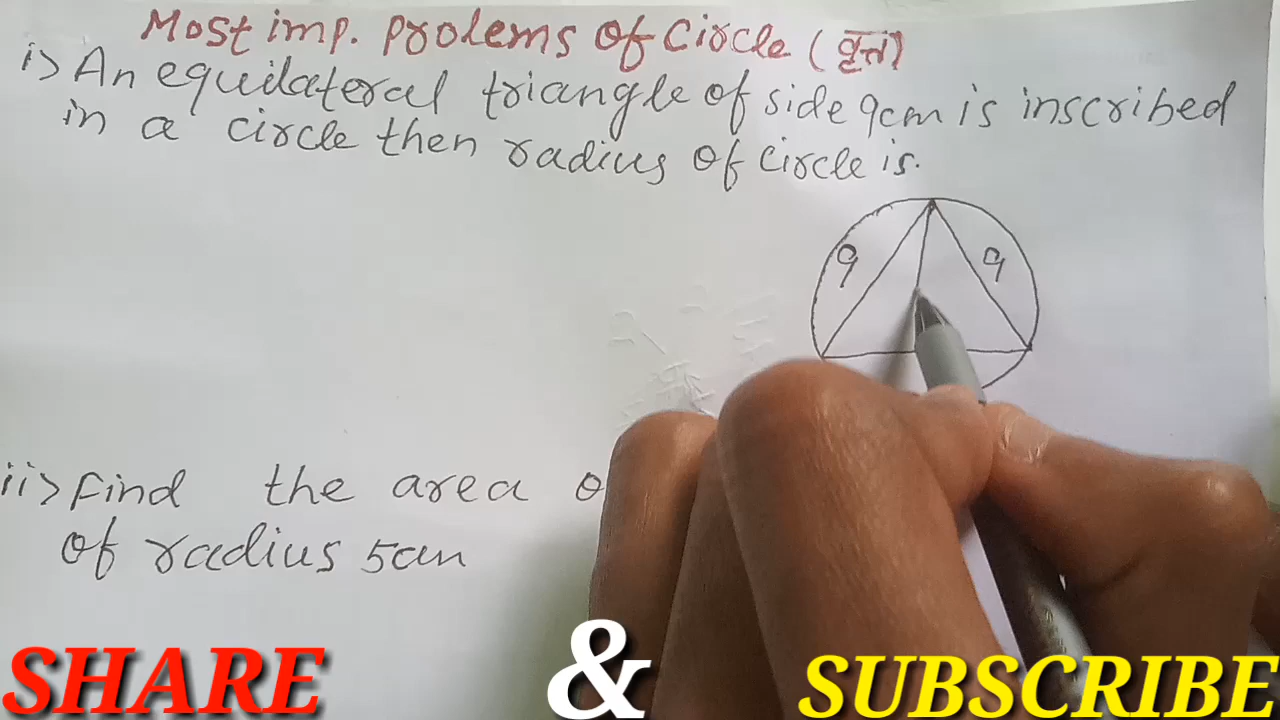 Most imp. prolems of circle (वृत्त)
i> An equilateral triangle of side 9cm is inscribed
in a circle then radius of circle is.
9 9
ii> Find the area
of radius 5cm
SHARE & SUBSCRIBE